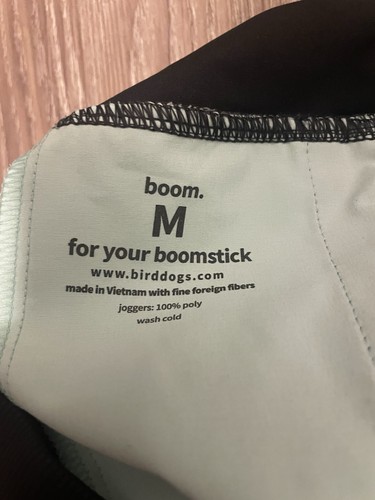 boom.
M
for your boomstick
www.birddogs.com
made in Vietnam with fine foreign fibers
joggers: 100% poly
wash cold